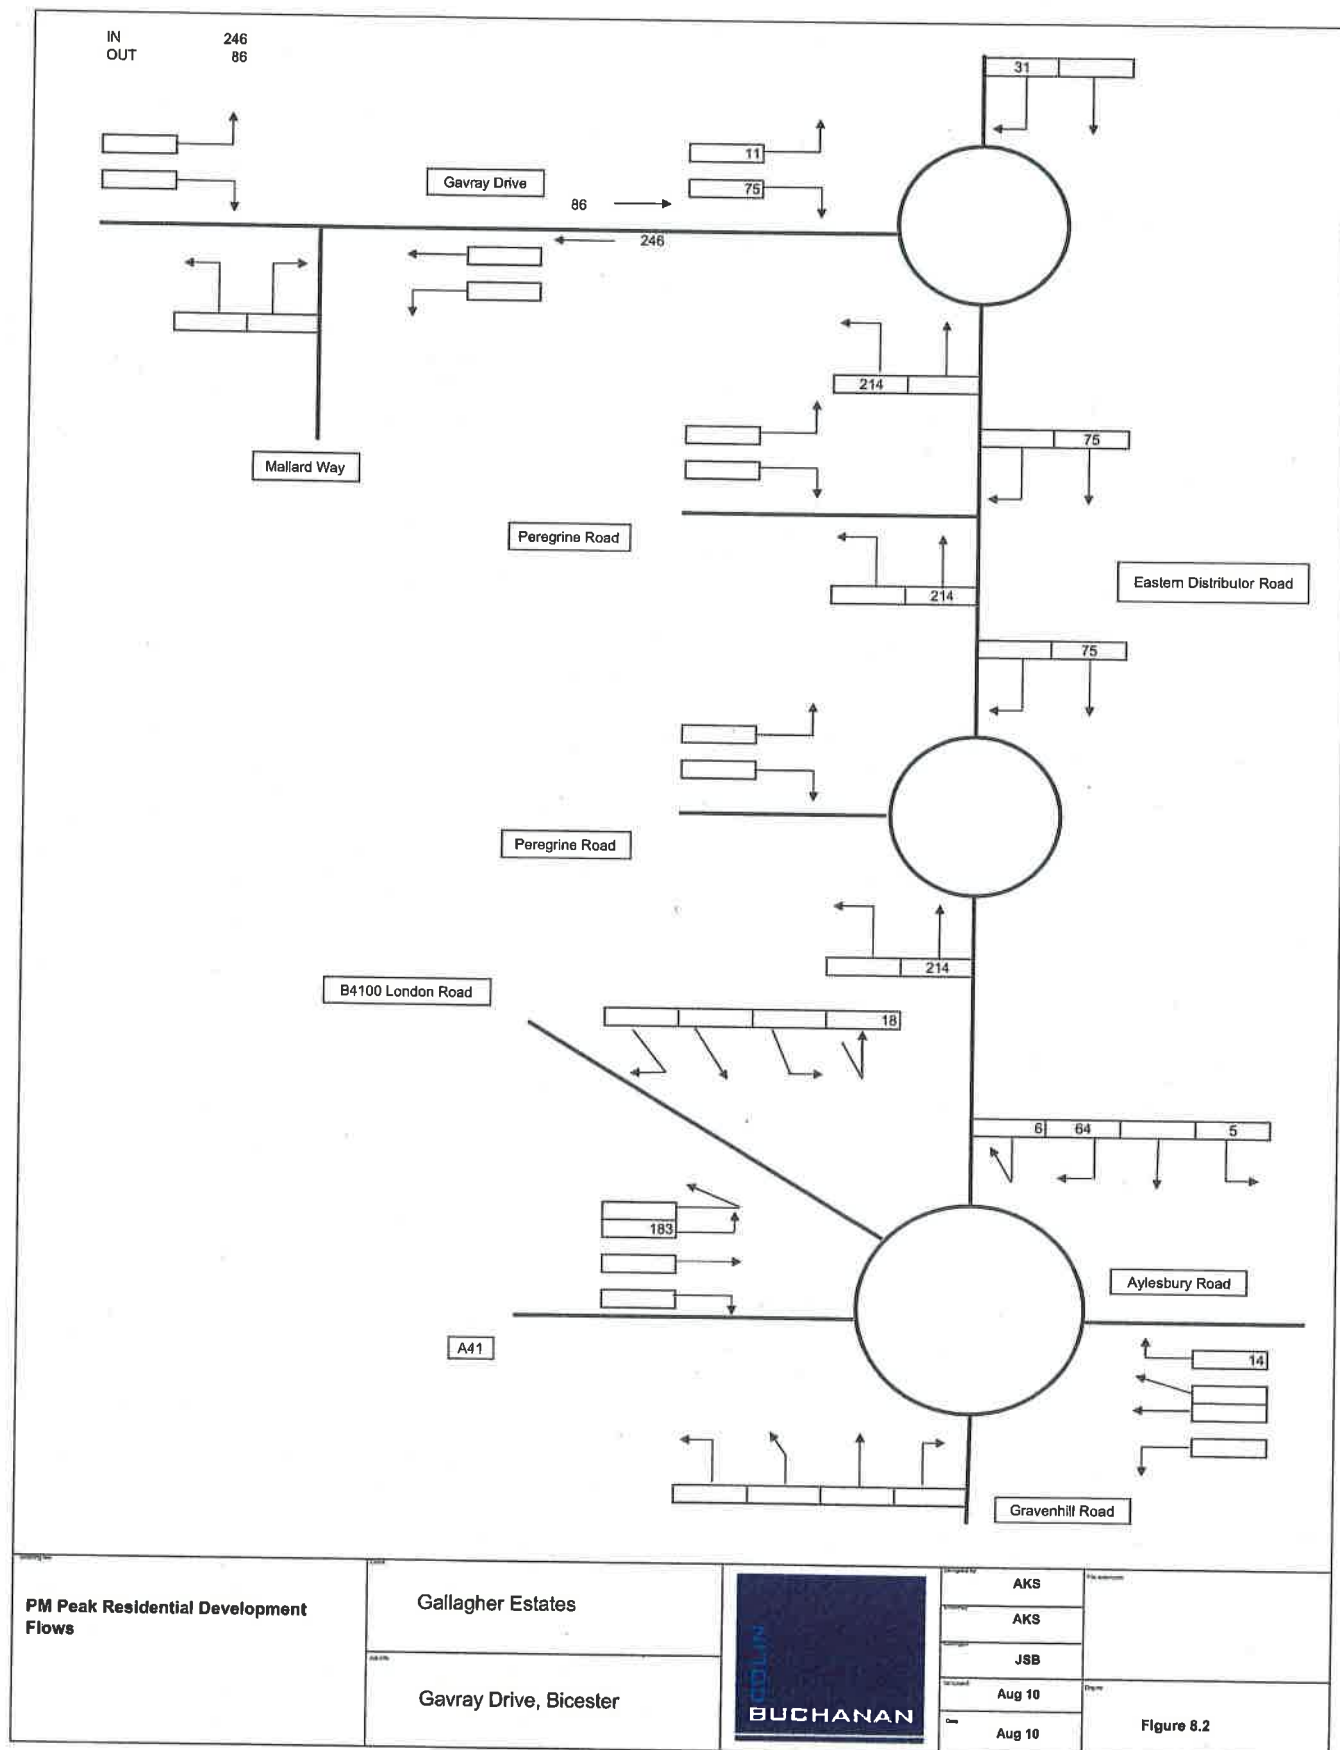 IN 246
OUT 86
31
11
Gavray Drive
75
86
246
214
75
Mallard Way
Peregrine Road
Eastern Distributor Road
214
75
Peregrine Road
214
B4100 London Road
18
6 64 5
183
Aylesbury Road
A41
14
Gravenhill Road
PM Peak Residential Development
Flows
Gallagher Estates
Gavray Drive, Bicester
COLIN
BUCHANAN
AKS
AKS
JSB
Aug 10
Aug 10
Figure 8.2